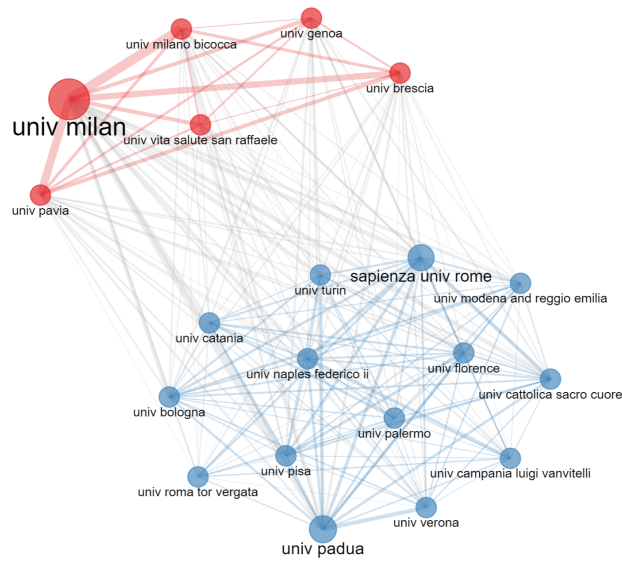 univ milano bicocca
univ genoa
univ brescia
univ milan
univ vita salute san raffaele
univ pavia
sapienza univ rome
univ turin
univ modena and reggio emilia
univ catania
univ florence
univ naples federico ii
univ cattolica sacro cuore
univ bologna
univ palermo
univ pisa
univ campania luigi vanvitelli
univ roma tor vergata
univ verona
univ padua